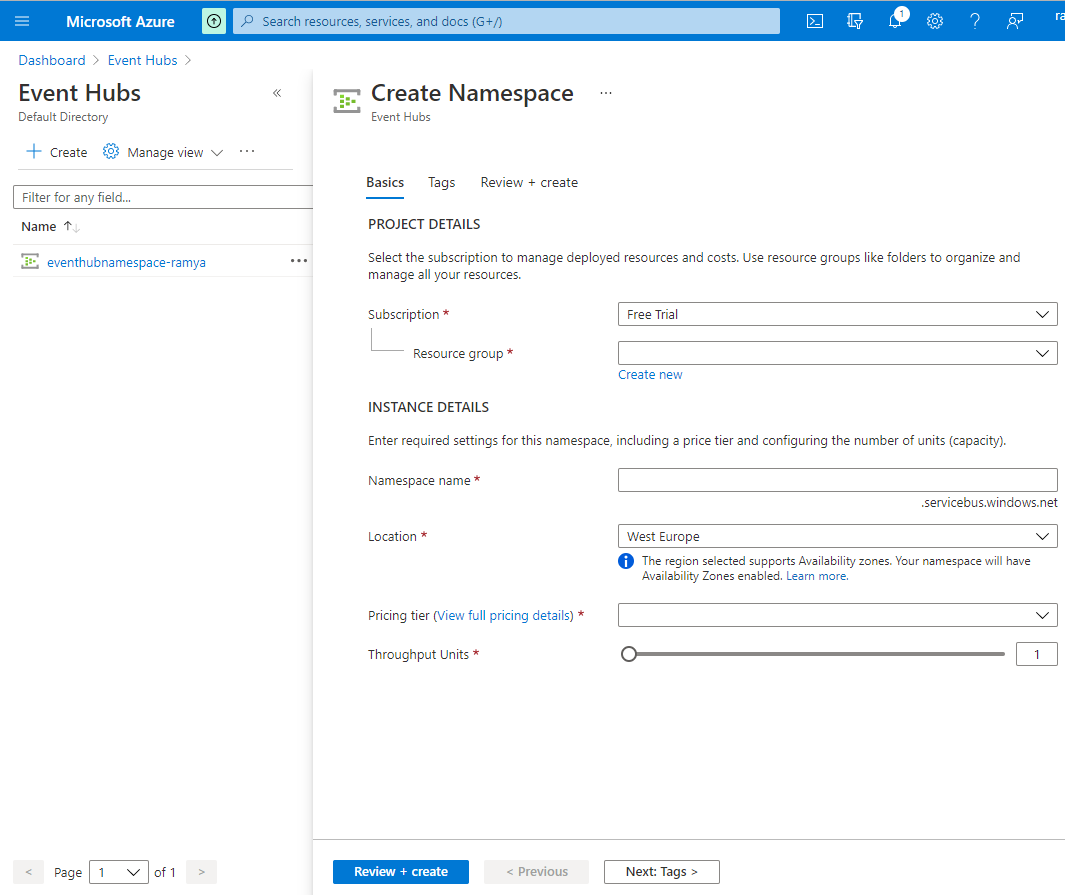 Microsoft Azure
Search resources, services, and docs (G+/)
1
ra
Dashboard > Event Hubs >
Event Hubs «
Default Directory
+ Create Manage view ···
Filter for any field...
Name ↑↓
eventhubnamespace-ramya ···
< Page 1 of 1 >
Create Namespace ···
Event Hubs
Basics Tags Review + create
PROJECT DETAILS
Select the subscription to manage deployed resources and costs. Use resource groups like folders to organize and
manage all your resources.
Subscription * Free Trial
Resource group *
Create new
INSTANCE DETAILS
Enter required settings for this namespace, including a price tier and configuring the number of units (capacity).
Namespace name *
.servicebus.windows.net
Location * West Europe
The region selected supports Availability zones. Your namespace will have
Availability Zones enabled. Learn more.
Pricing tier (View full pricing details) *
Throughput Units * 1
Review + create < Previous Next: Tags >